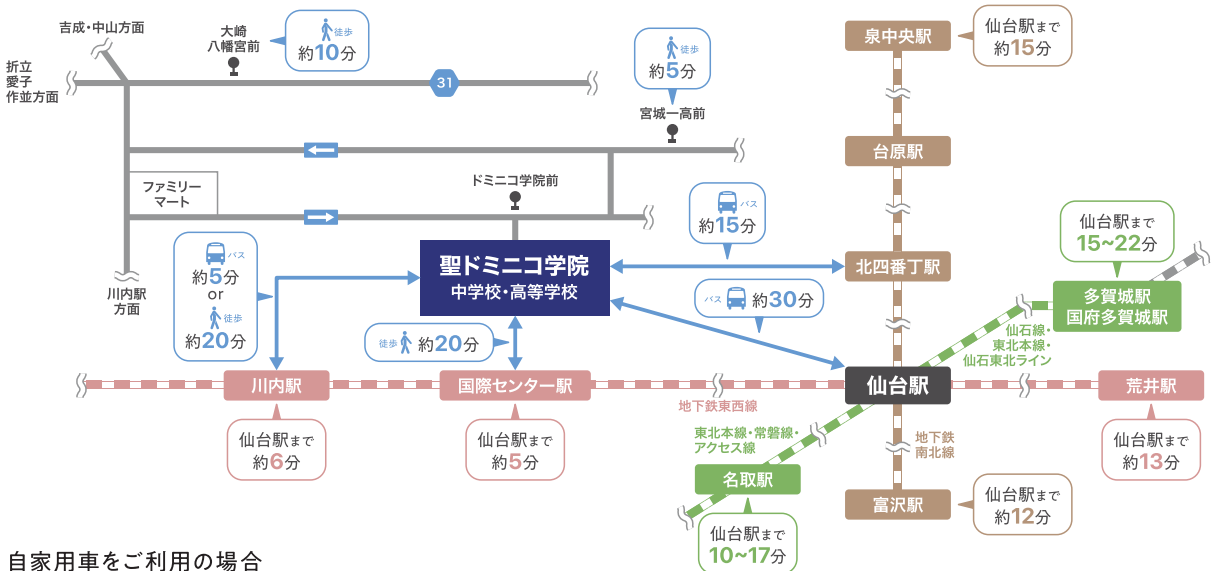 吉成・中山方面
大崎
八幡宮前
徒歩
約10分
折立
愛子
作並方面
31
徒歩
約5分
宮城一高前
ファミリー
マート
ドミニコ学院前
川内駅
方面
バス
約5分
or
徒歩
約20分
聖ドミニコ学院
中学校・高等学校
徒歩 約20分
バス
約15分
バス 約30分
泉中央駅
仙台駅まで
約15分
台原駅
北四番丁駅
仙台駅まで
15~22分
多賀城駅
国府多賀城駅
仙石線・
東北本線・
仙石東北ライン
川内駅
国際センター駅
仙台駅
荒井駅
地下鉄東西線
仙台駅まで
約6分
仙台駅まで
約5分
東北本線・常磐線・
アクセス線
地下鉄
南北線
仙台駅まで
約13分
名取駅
仙台駅まで
10~17分
富沢駅
仙台駅まで
約12分
自家用車をご利用の場合